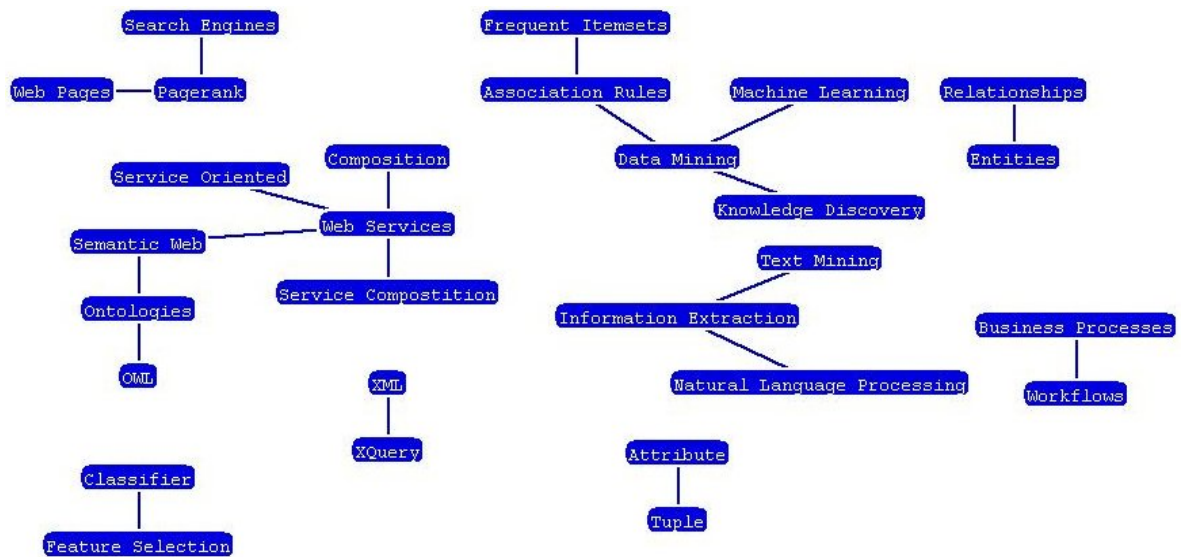 Search Engines
Frequent Itemsets
Web Pages
Pagerank
Association Rules
Machine Learning
Relationships
Composition
Data Mining
Entities
Service Oriented
Knowledge Discovery
Web Services
Semantic Web
Text Mining
Service Compostition
Ontologies
Information Extraction
Business Processes
OWL
XML
Natural Language Processing
Workflows
XQuery
Attribute
Classifier
Tuple
Feature Selection